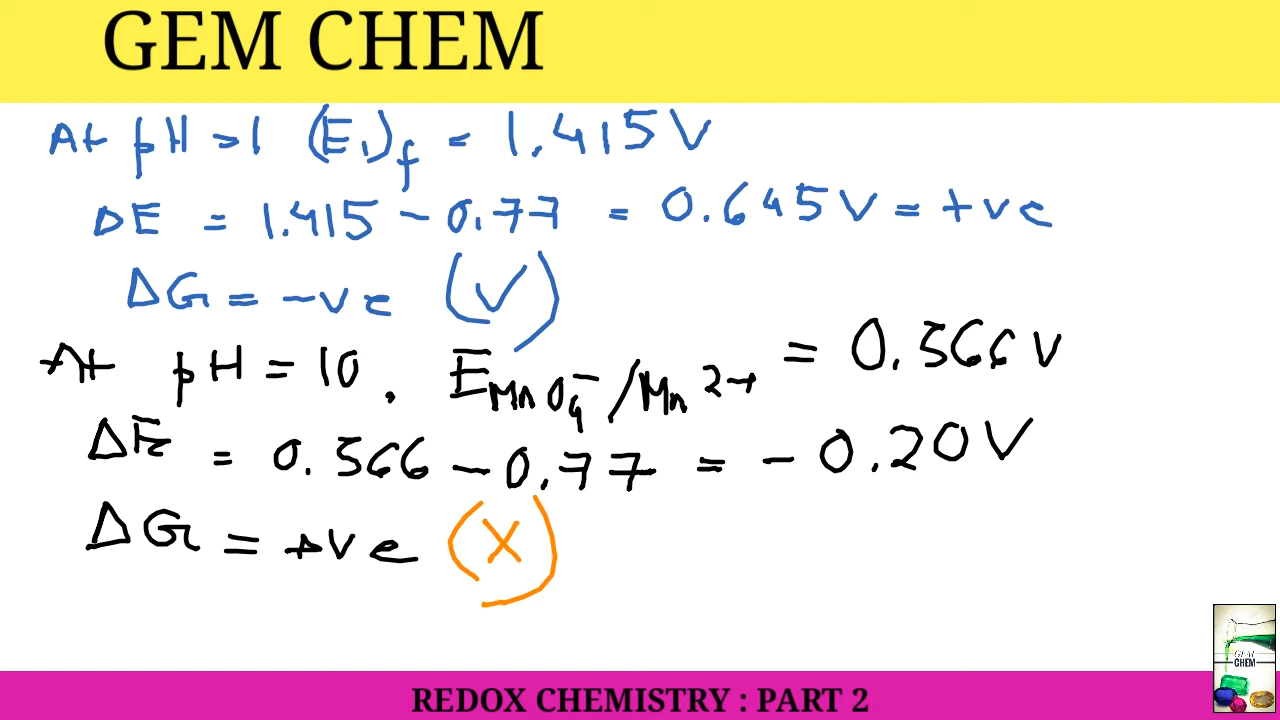 GEM CHEM
At pH = 1 (E₁)f = 1.415 V
ΔE = 1.415 - 0.77 = 0.645 V = +ve
ΔG = -ve (√)
At pH = 10, E MnO₄⁻/Mn²⁺ = 0.566 V
ΔE = 0.566 - 0.77 = -0.20 V
ΔG = +ve (X)
GEM
CHEM
REDOX CHEMISTRY : PART 2